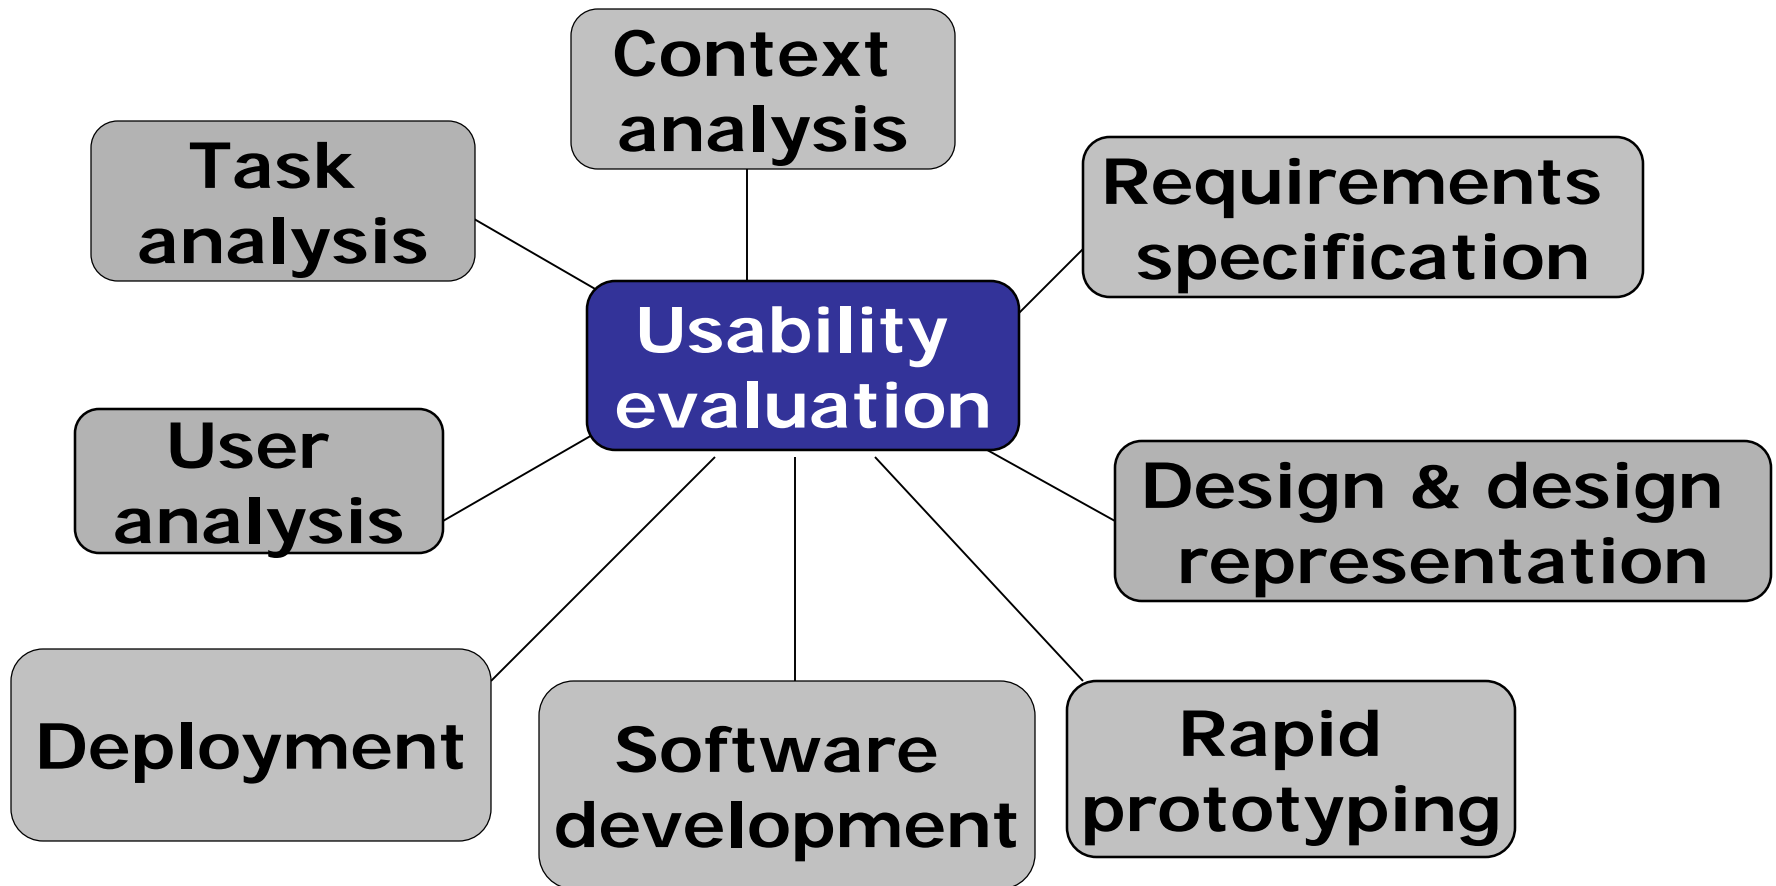 Context
analysis
Task
analysis
Requirements
specification
Usability
evaluation
User
analysis
Design & design
representation
Deployment
Software
development
Rapid
prototyping